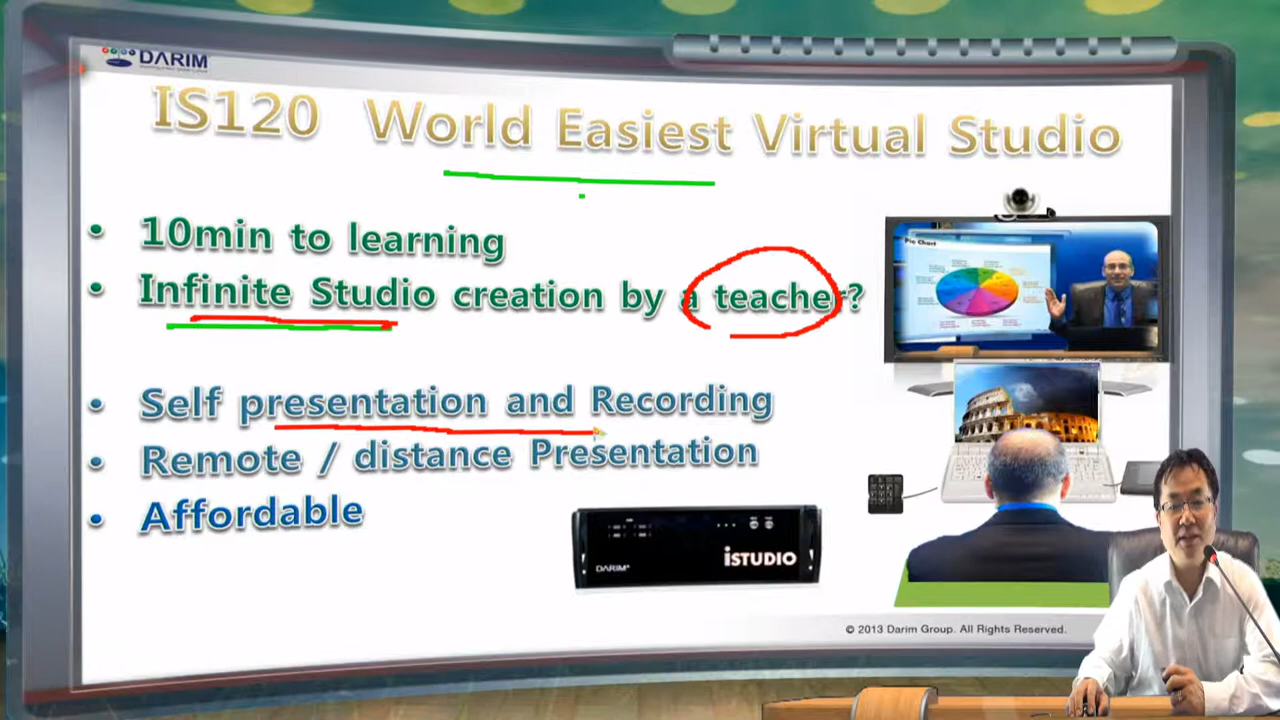 DARIM
IS120 World Easiest Virtual Studio
• 10min to learning
• Infinite Studio creation by a teacher?
• Self presentation and Recording
• Remote / distance Presentation
• Affordable
Pie Chart
DARIM
iSTUDIO
© 2013 Darim Group. All Rights Reserved.